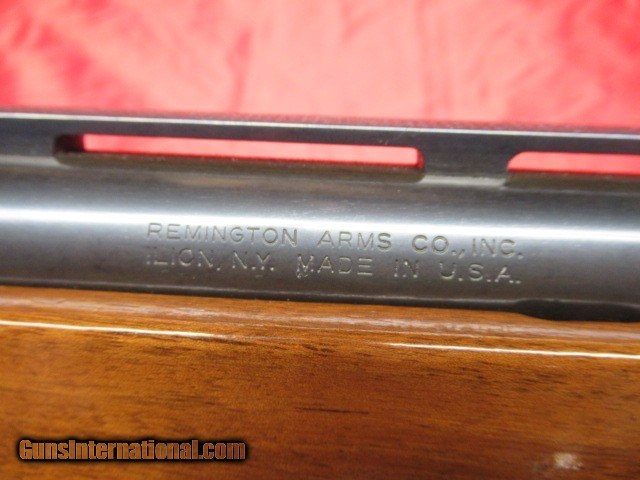 REMINGTON ARMS CO., INC.
ILION, N.Y. MADE IN U.S.A.
GunsInternational.com